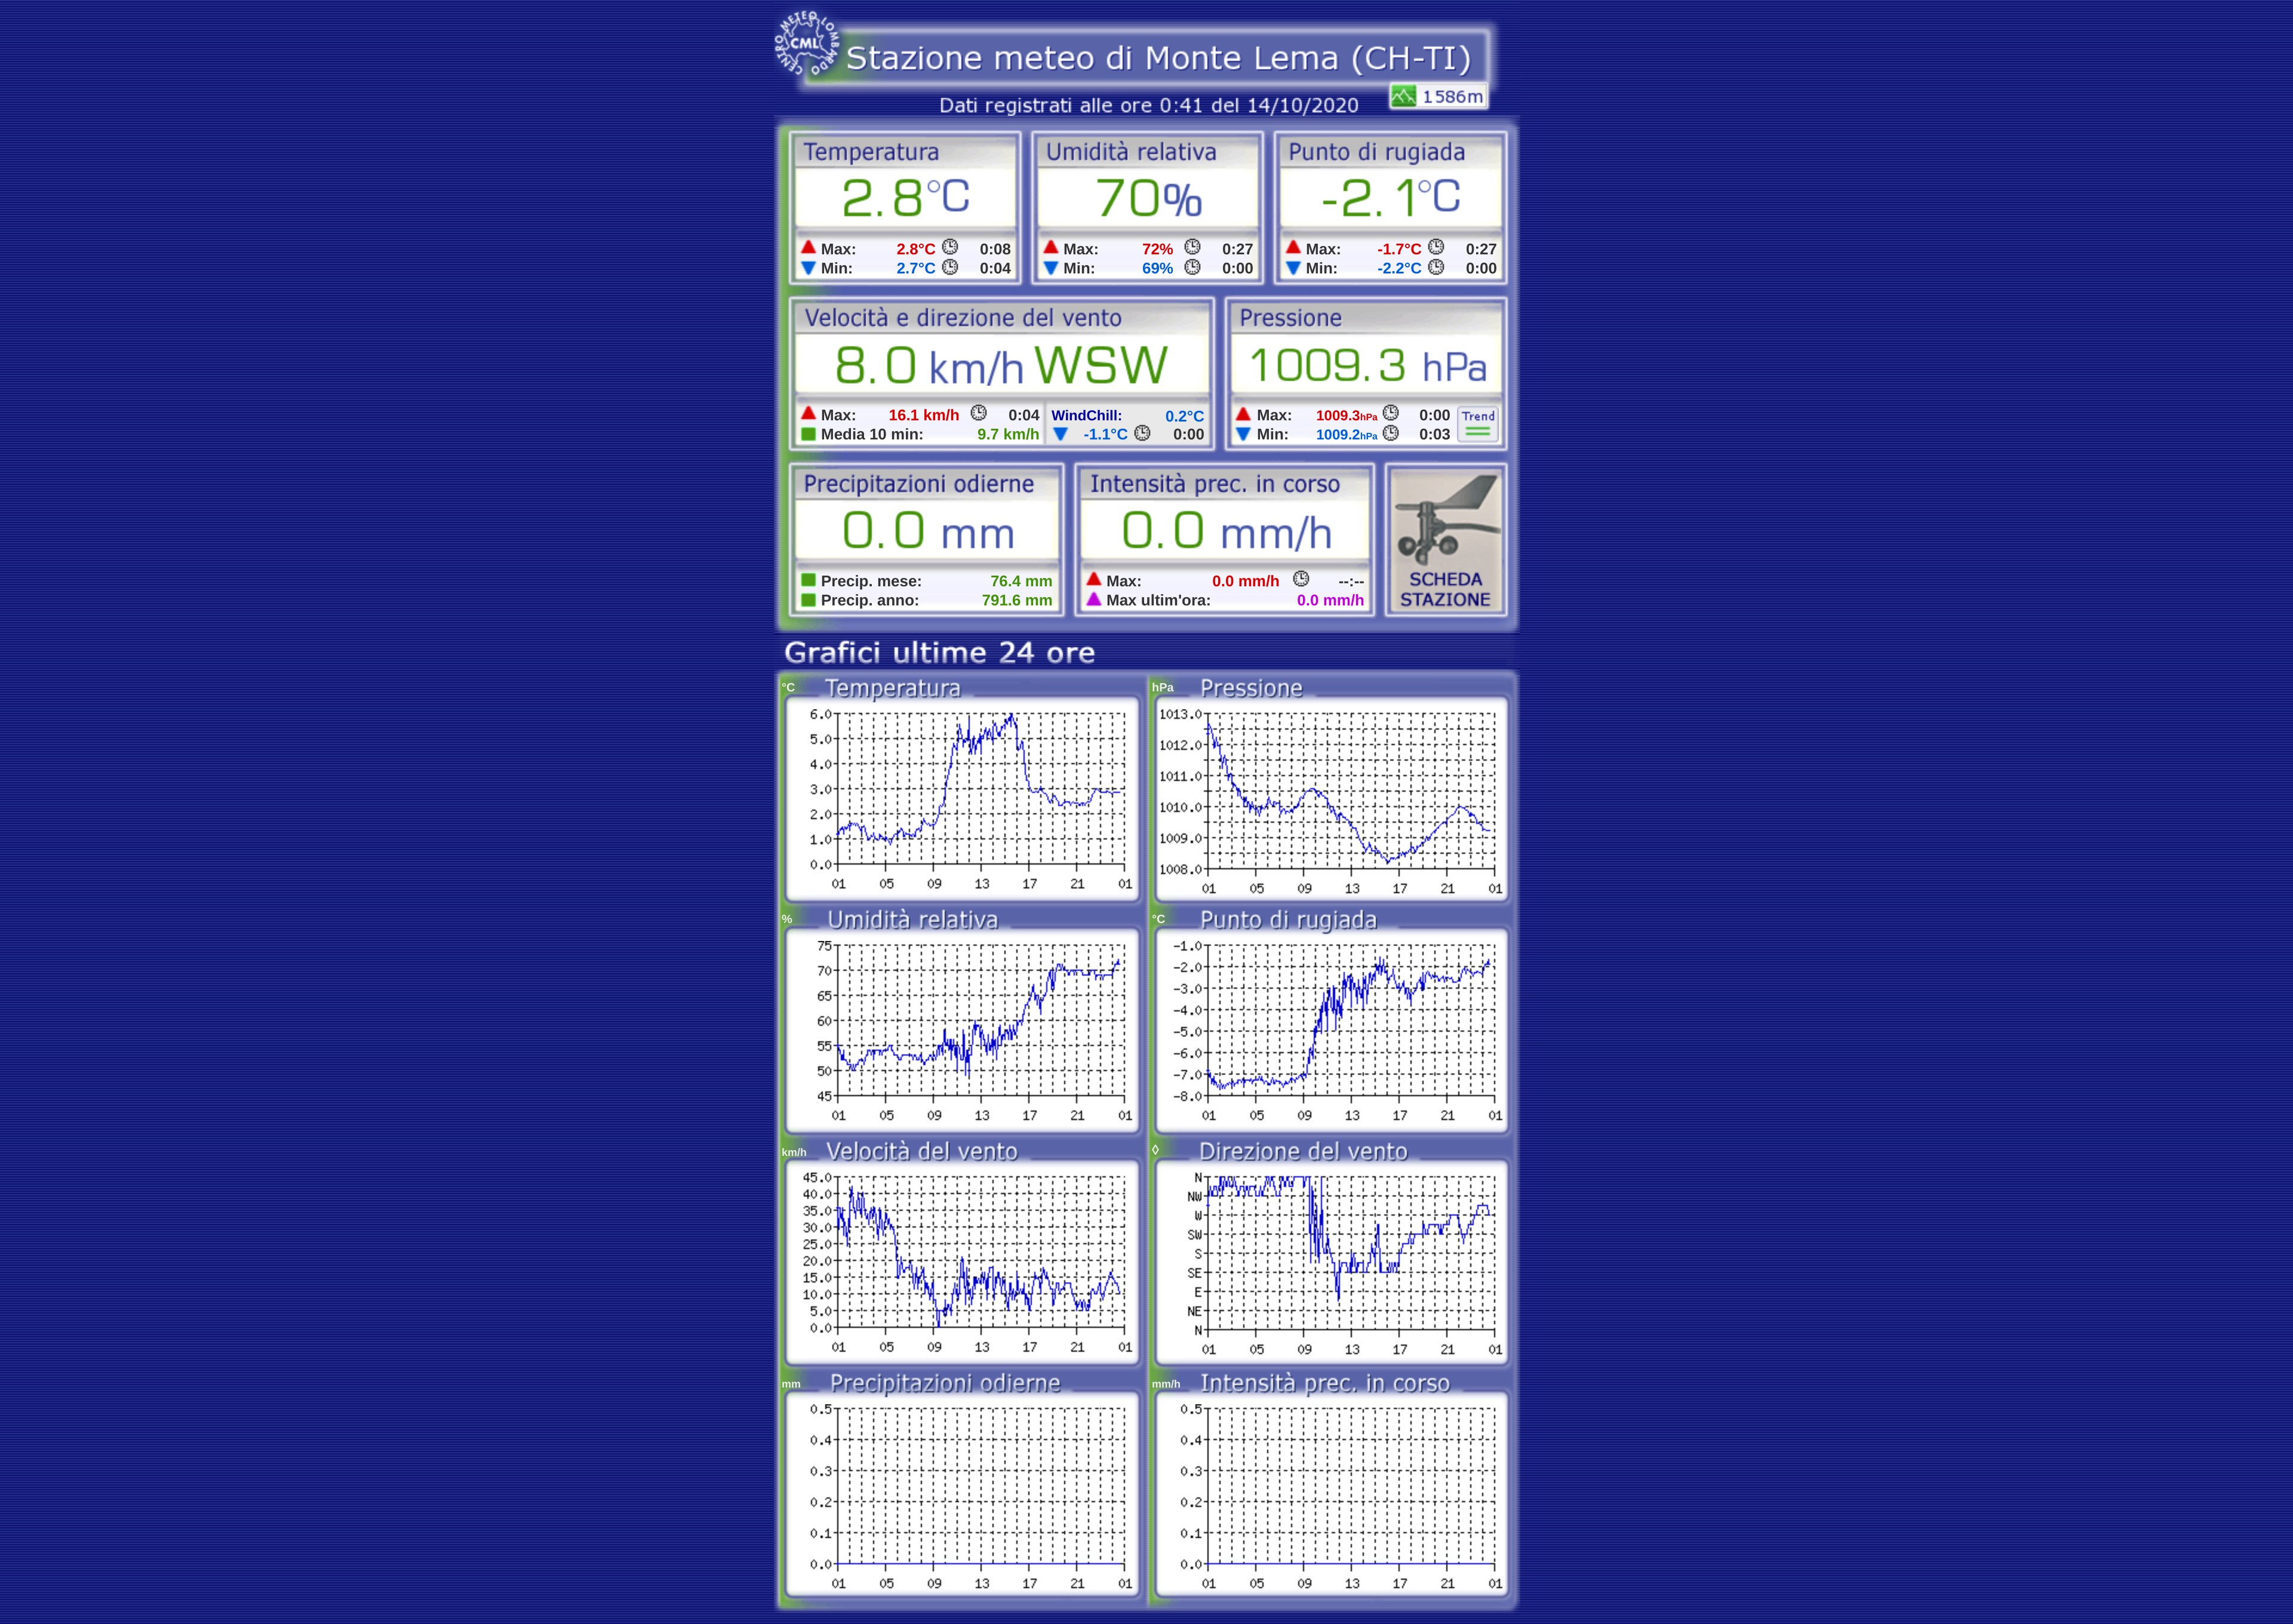 CENTRO METEO LOMBARDO
CML
Stazione meteo di Monte Lema (CH-TI)
Dati registrati alle ore 0:41 del 14/10/2020
1586m
Temperatura Umidità relativa Punto di rugiada
2.8°C 70% -2.1°C
Max: 2.8°C 0:08 Max: 72% 0:27 Max: -1.7°C 0:27
Min: 2.7°C 0:04 Min: 69% 0:00 Min: -2.2°C 0:00
Velocità e direzione del vento Pressione
8.0 km/h WSW 1009.3 hPa
Max: 16.1 km/h 0:04 WindChill: 0.2°C Max: 1009.3hPa 0:00 Trend
Media 10 min: 9.7 km/h -1.1°C 0:00 Min: 1009.2hPa 0:03
Precipitazioni odierne Intensità prec. in corso
0.0 mm 0.0 mm/h
Precip. mese: 76.4 mm Max: 0.0 mm/h --:-- SCHEDA
Precip. anno: 791.6 mm Max ultim'ora: 0.0 mm/h STAZIONE
Grafici ultime 24 ore
°C Temperatura hPa Pressione
6.0 1013.0
5.0 1012.0
4.0 1011.0
3.0 1010.0
2.0 1009.0
1.0 1008.0
0.0
01 05 09 13 17 21 01 01 05 09 13 17 21 01
% Umidità relativa °C Punto di rugiada
75 -1.0
70 -2.0
65 -3.0
60 -4.0
55 -5.0
50 -6.0
45 -7.0
-8.0
01 05 09 13 17 21 01 01 05 09 13 17 21 01
km/h Velocità del vento ◊ Direzione del vento
45.0 N
40.0 NW
35.0 W
30.0 SW
25.0 S
20.0 SE
15.0 E
10.0 NE
5.0 N
0.0
01 05 09 13 17 21 01 01 05 09 13 17 21 01
mm Precipitazioni odierne mm/h Intensità prec. in corso
0.5 0.5
0.4 0.4
0.3 0.3
0.2 0.2
0.1 0.1
0.0 0.0
01 05 09 13 17 21 01 01 05 09 13 17 21 01